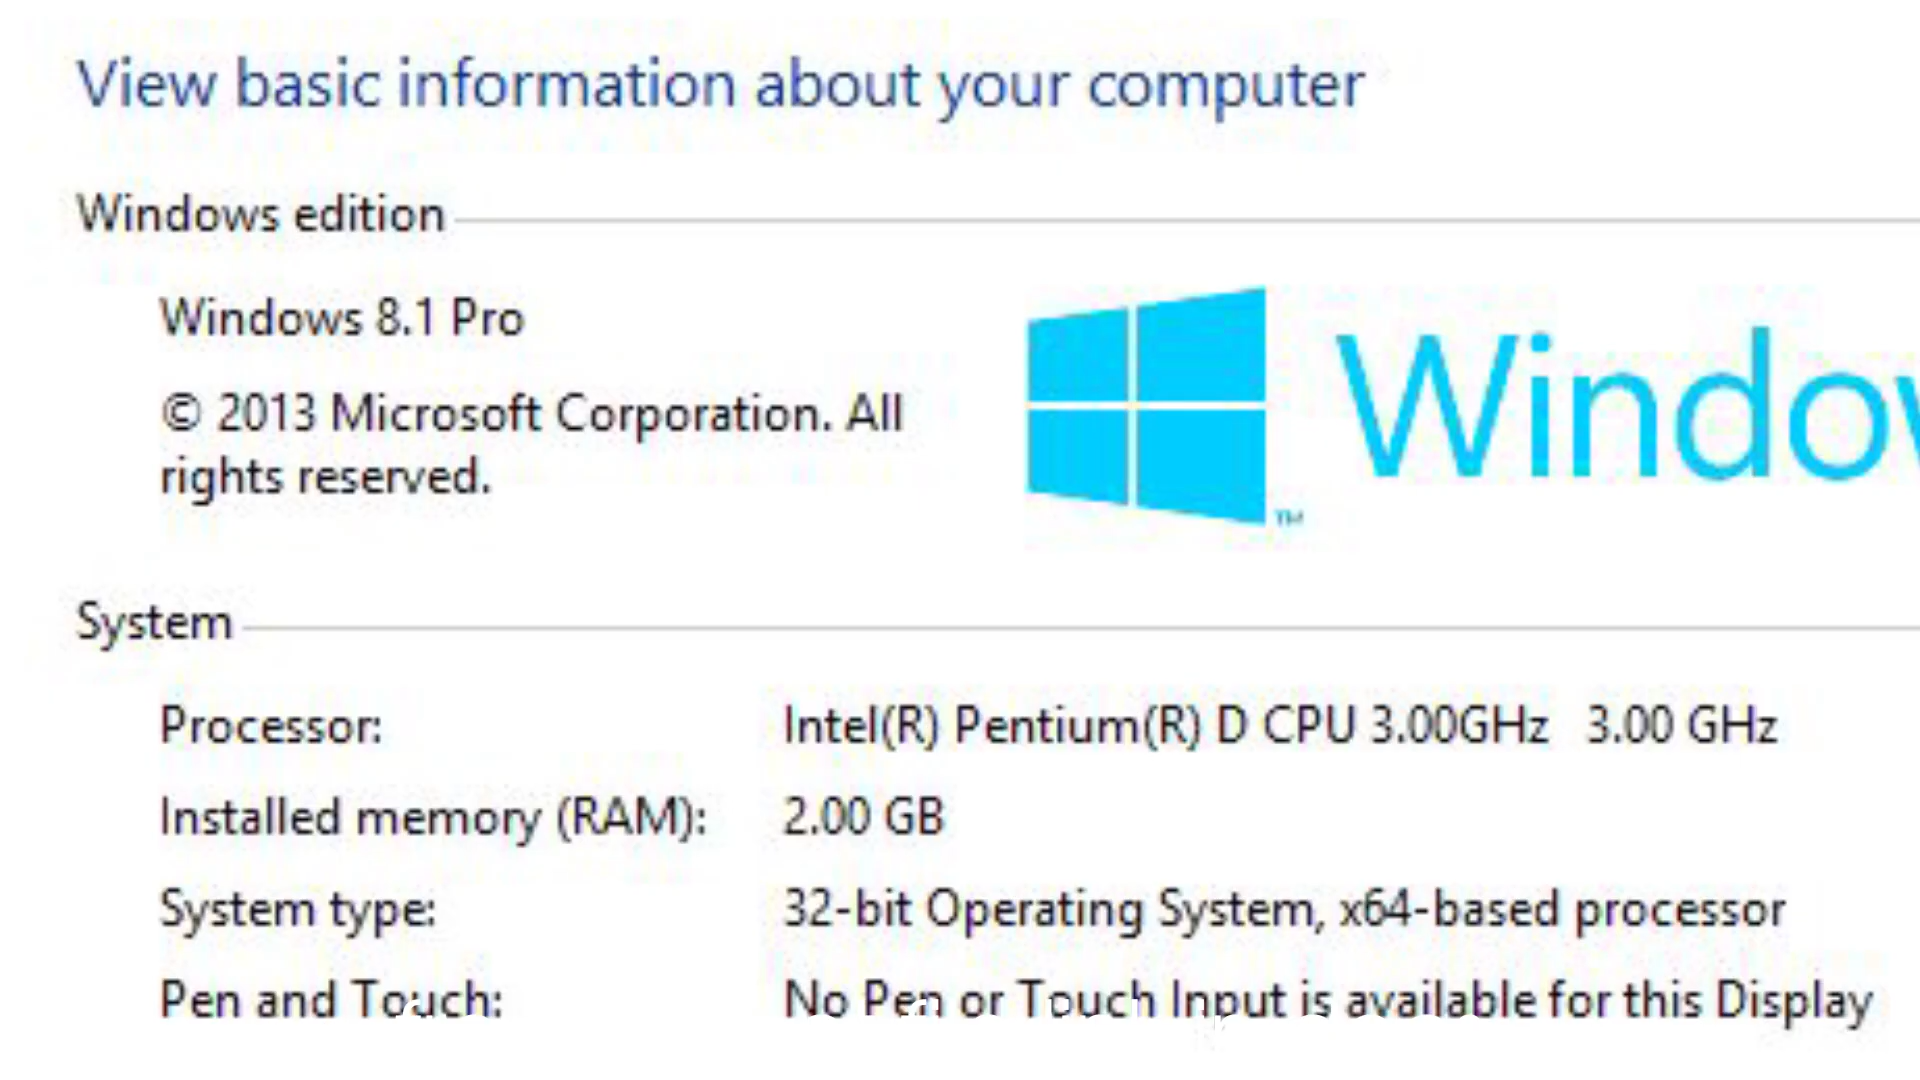 View basic information about your computer
Windows edition
Windows 8.1 Pro
© 2013 Microsoft Corporation. All
rights reserved.
™ Windo
System
Processor: Intel(R) Pentium(R) D CPU 3.00GHz 3.00 GHz
Installed memory (RAM): 2.00 GB
System type: 32-bit Operating System, x64-based processor
Pen and Touch: No Pen or Touch Input is available for this Display